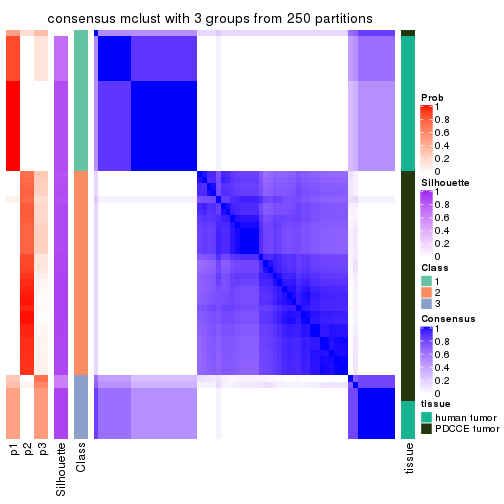 consensus mclust with 3 groups from 250 partitions
Prob
1
0.8
0.6
0.4
0.2
0
Silhouette
1
0.8
0.6
0.4
0.2
0
Class
1
2
3
Consensus
1
0.8
0.6
0.4
0.2
0
tissue
human tumor
PDCCE tumor
p1
p2
p3
Silhouette
Class
tissue